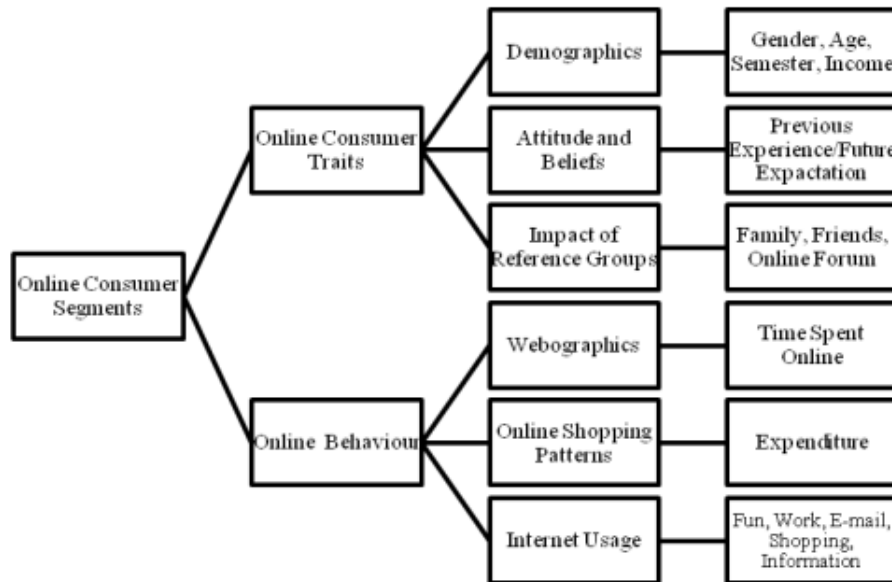 Demographics
Gender, Age,
Semester, Income
Online Consumer
Traits
Attitude and
Beliefs
Previous
Experience/Future
Expactation
Impact of
Reference Groups
Family, Friends,
Online Forum
Online Consumer
Segments
Webographics
Time Spent
Online
Online Behaviour
Online Shopping
Patterns
Expenditure
Internet Usage
Fun, Work, E-mail,
Shopping,
Information